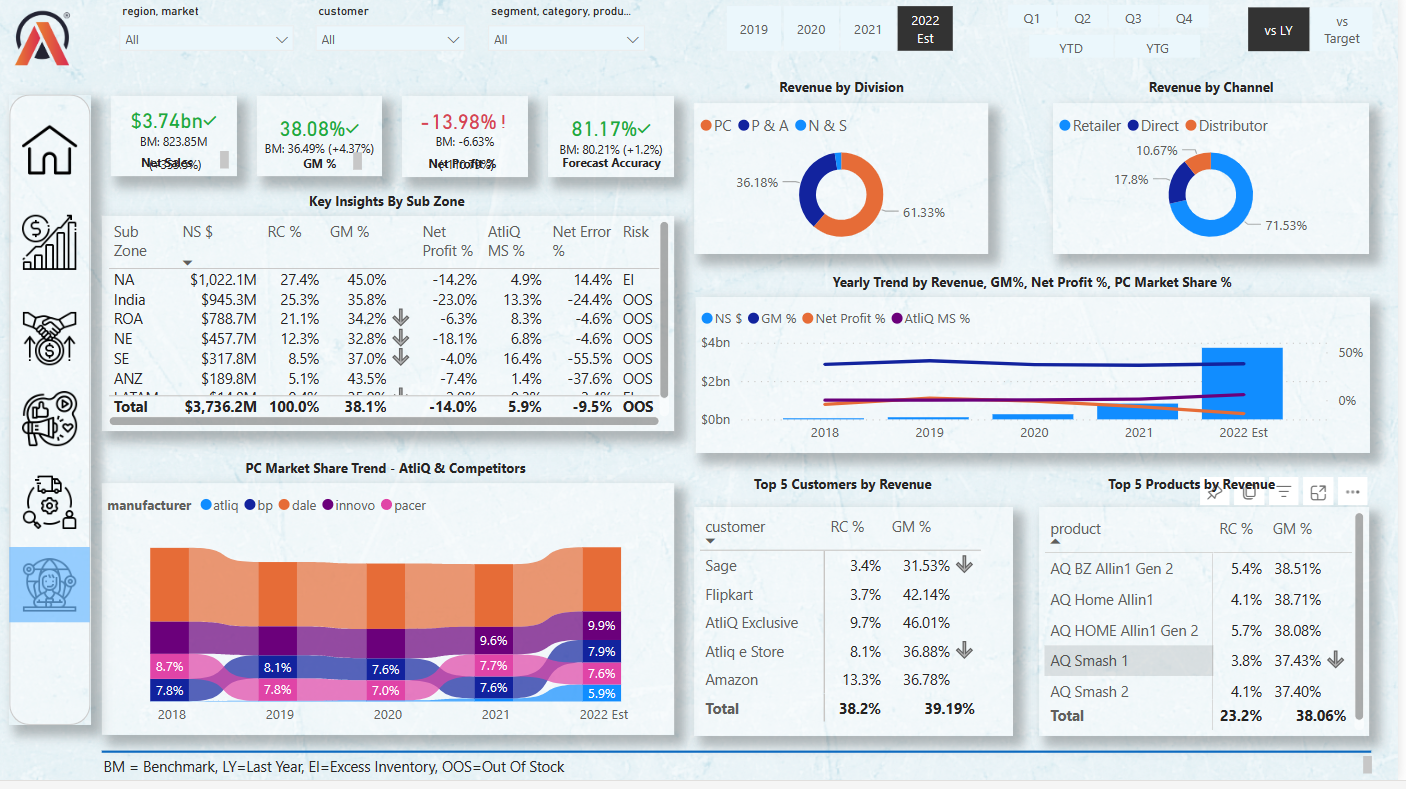 region, market
customer
segment, category, produ...
All
All
All
2019
2020
2021
2022
Est
Q1
Q2
Q3
Q4
YTD
YTG
vs LY
vs
Target
$3.74bn
BM: 823.85M
Net Sales
38.08%
BM: 36.49% (+4.37%)
GM %
-13.98% !
BM: -6.63%
Net Profit %
81.17%
BM: 80.21% (+1.2%)
Forecast Accuracy
Revenue by Division
PC P & A N & S
36.18%
61.33%
Revenue by Channel
Retailer Direct Distributor
10.67%
17.8%
71.53%
Key Insights By Sub Zone
Sub Zone NS $ RC % GM % Net Profit % AtliQ MS % Net Error % Risk
NA $1,022.1M 27.4% 45.0% -14.2% 4.9% 14.4% EI
India $945.3M 25.3% 35.8% -23.0% 13.3% -24.4% OOS
ROA $788.7M 21.1% 34.2% -6.3% 8.3% -4.6% OOS
NE $457.7M 12.3% 32.8% -18.1% 6.8% -4.6% OOS
SE $317.8M 8.5% 37.0% -4.0% 16.4% -55.5% OOS
ANZ $189.8M 5.1% 43.5% -7.4% 1.4% -37.6% OOS
Total $3,736.2M 100.0% 38.1% -14.0% 5.9% -9.5% OOS
Yearly Trend by Revenue, GM%, Net Profit %, PC Market Share %
NS $ GM % Net Profit % AtliQ MS %
$4bn
$2bn
$0bn
50%
0%
2018 2019 2020 2021 2022 Est
PC Market Share Trend - AtliQ & Competitors
manufacturer atliq bp dale innovo pacer
8.7%
7.8%
8.1%
7.8%
7.6%
7.0%
9.6%
7.7%
7.6%
9.9%
7.9%
7.6%
5.9%
2018 2019 2020 2021 2022 Est
Top 5 Customers by Revenue
customer RC % GM %
Sage 3.4% 31.53%
Flipkart 3.7% 42.14%
AtliQ Exclusive 9.7% 46.01%
Atliq e Store 8.1% 36.88%
Amazon 13.3% 36.78%
Total 38.2% 39.19%
Top 5 Products by Revenue
product RC % GM %
AQ BZ Allin1 Gen 2 5.4% 38.51%
AQ Home Allin1 4.1% 38.71%
AQ HOME Allin1 Gen 2 5.7% 38.08%
AQ Smash 1 3.8% 37.43%
AQ Smash 2 4.1% 37.40%
Total 23.2% 38.06%
BM = Benchmark, LY=Last Year, EI=Excess Inventory, OOS=Out Of Stock